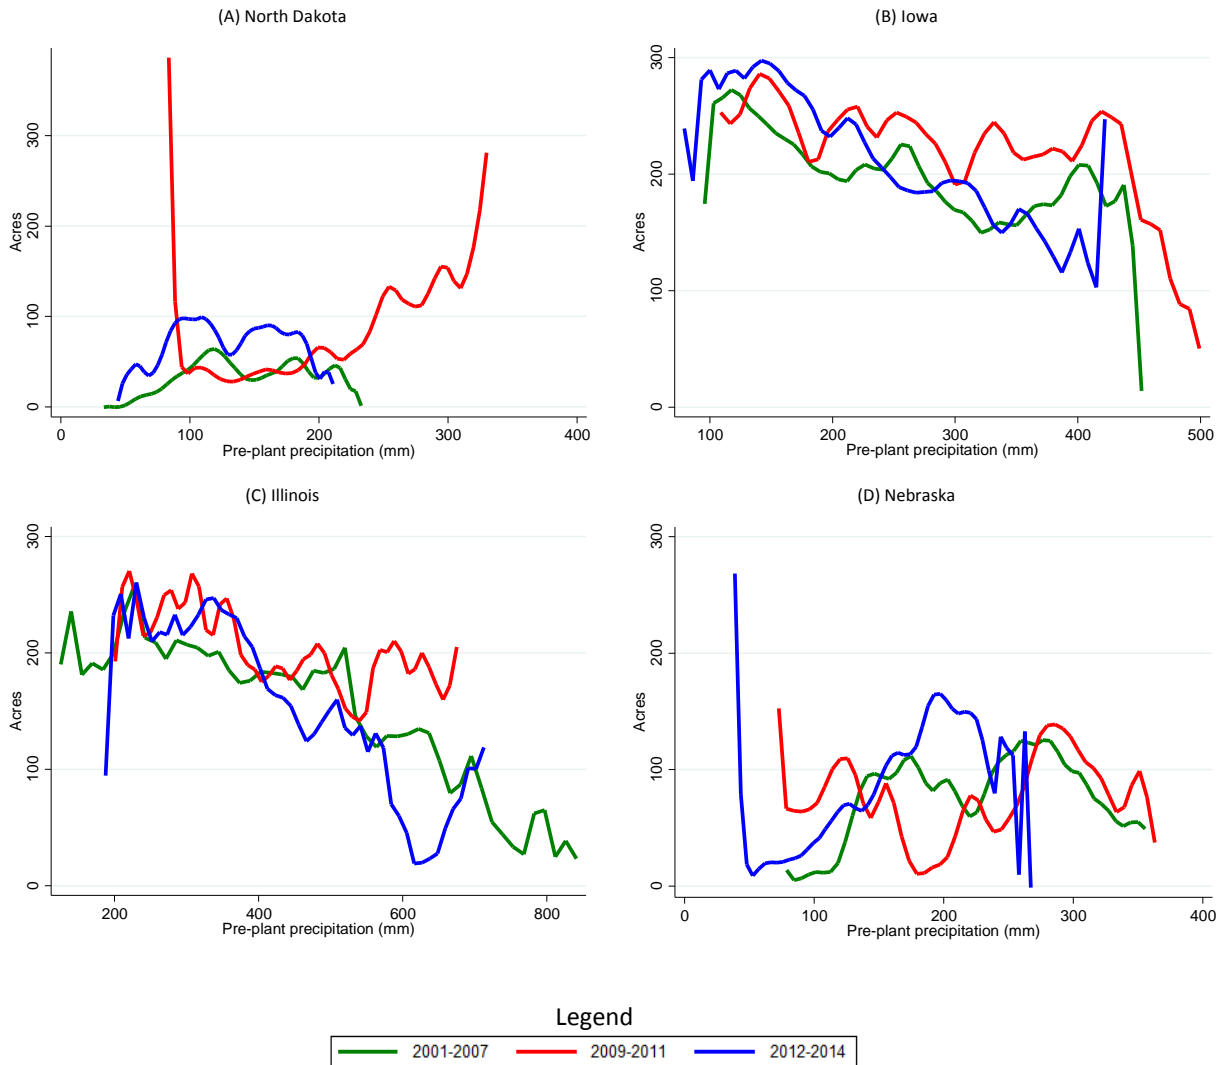 (A) North Dakota
Acres
0
100
200
300
0
100
200
300
400
Pre-plant precipitation (mm)
(B) Iowa
Acres
0
100
200
300
100
200
300
400
500
Pre-plant precipitation (mm)
(C) Illinois
Acres
0
100
200
300
200
400
600
800
Pre-plant precipitation (mm)
(D) Nebraska
Acres
0
100
200
300
0
100
200
300
400
Pre-plant precipitation (mm)
Legend
2001-2007 2009-2011 2012-2014